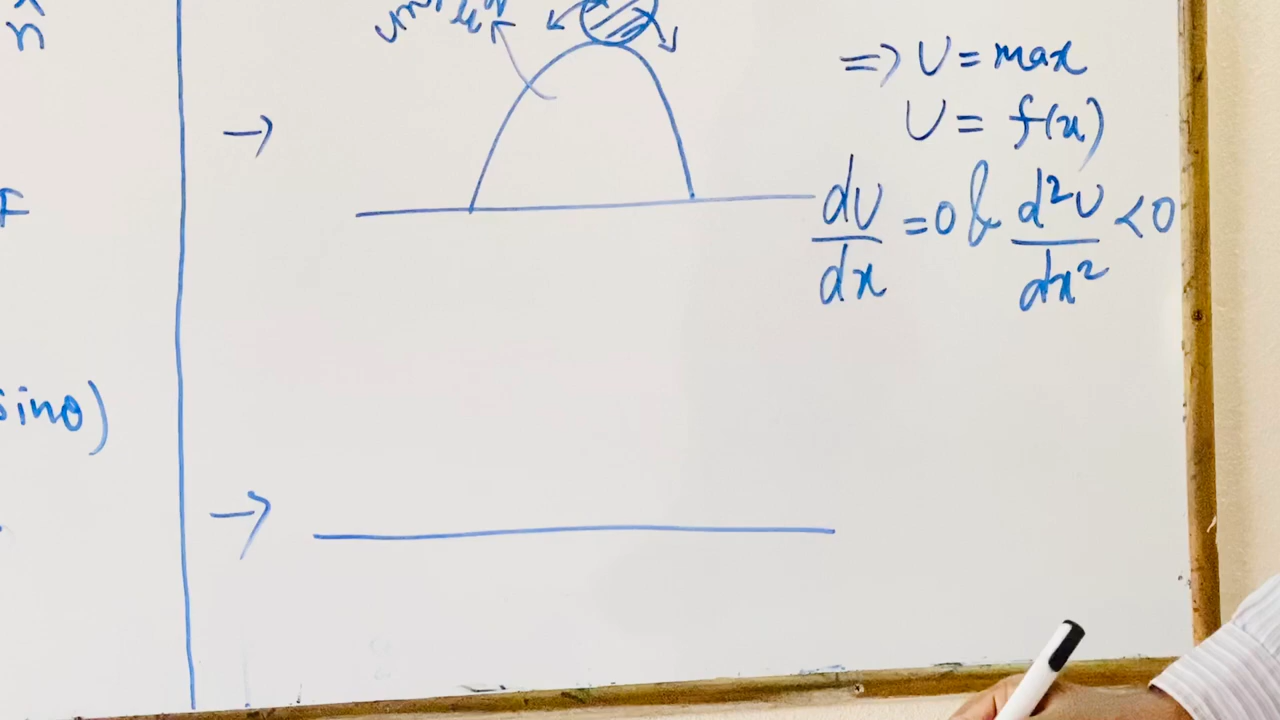 n
F
sinθ)
→
=> U = max
U = f(x)
dU/dx = 0 & d²U/dx² < 0
→